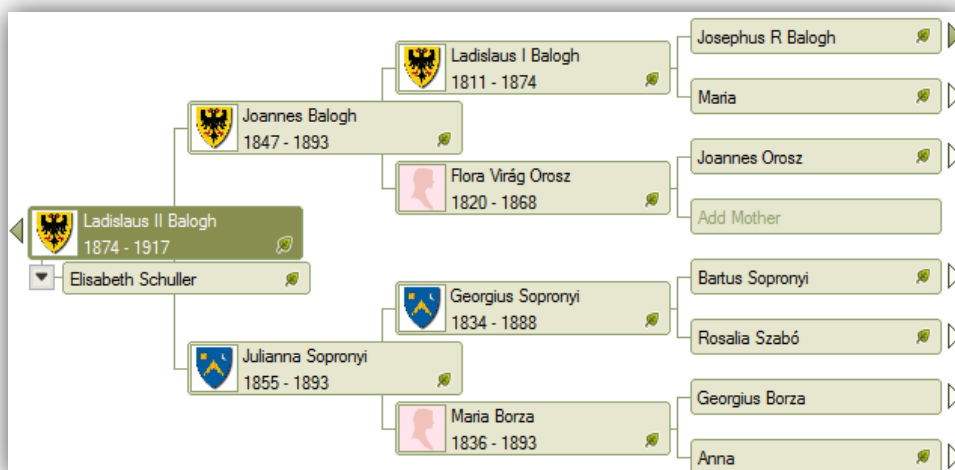 Josephus R Balogh
Ladislaus I Balogh
1811 - 1874
Maria
Joannes Balogh
1847 - 1893
Joannes Orosz
Flora Virág Orosz
1820 - 1868
Add Mother
Ladislaus II Balogh
1874 - 1917
Elisabeth Schuller
Bartus Sopronyi
Georgius Sopronyi
1834 - 1888
Rosalia Szabó
Julianna Sopronyi
1855 - 1893
Georgius Borza
Maria Borza
1836 - 1893
Anna